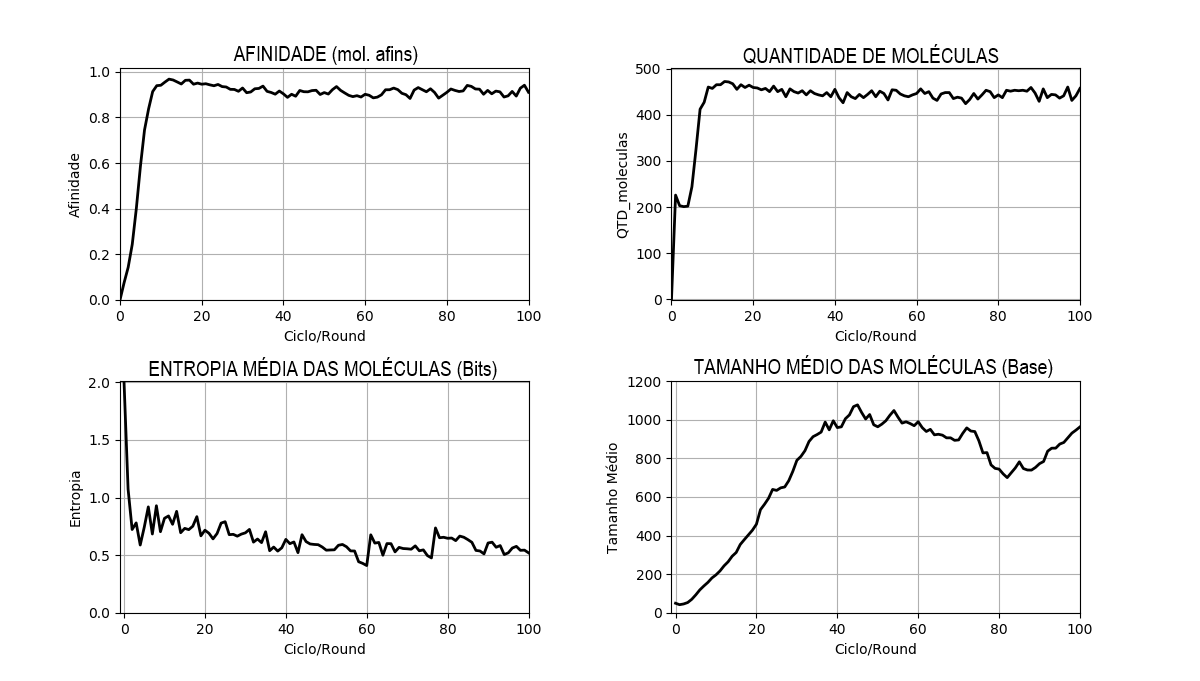 AFINIDADE (mol. afins)
1.0
0.8
0.6
0.4
0.2
0.0
Afinidade
0 20 40 60 80 100
Ciclo/Round
QUANTIDADE DE MOLÉCULAS
500
400
300
200
100
0
QTD_moleculas
0 20 40 60 80 100
Ciclo/Round
ENTROPIA MÉDIA DAS MOLÉCULAS (Bits)
2.0
1.5
1.0
0.5
0.0
Entropia
0 20 40 60 80 100
Ciclo/Round
TAMANHO MÉDIO DAS MOLÉCULAS (Base)
1200
1000
800
600
400
200
0
Tamanho Médio
0 20 40 60 80 100
Ciclo/Round